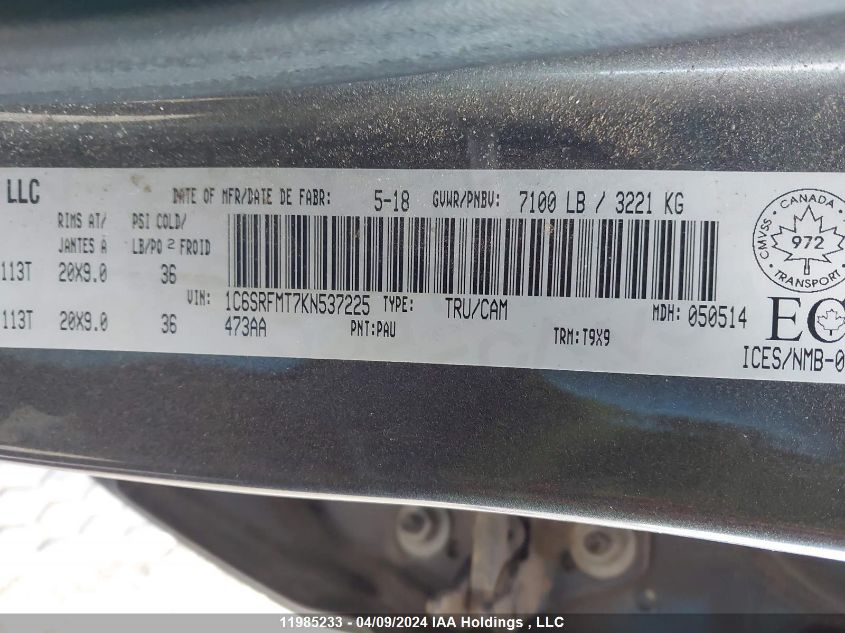 LLC DATE OF MFR/DATE DE FABR: 5-18 GVWR/PNBV: 7100 LB / 3221 KG
RIMS AT/ PSI COLD/
JANTES À LB/PO 2 FROID
113T 20X9.0 36
VIN: 1C6SRFMT7KN537225 TYPE: TRU/CAM MDH: 050514
113T 20X9.0 36 473AA PNT:PAU TRM:T9X9
CANADA
CMVSS
972
TRANSPORT
EC
ICES/NMB-0
11985233 - 04/09/2024 IAA Holdings , LLC